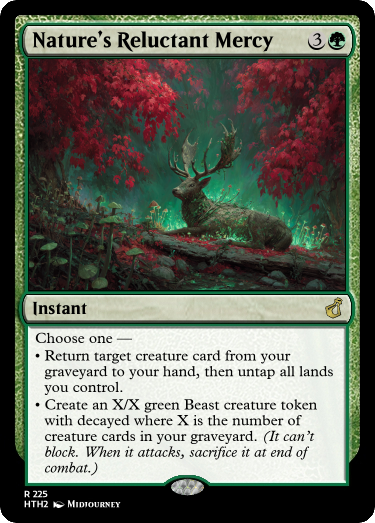 Nature's Reluctant Mercy 3
Instant
Choose one —
• Return target creature card from your
graveyard to your hand, then untap all lands
you control.
• Create an X/X green Beast creature token
with decayed where X is the number of
creature cards in your graveyard. (It can't
block. When it attacks, sacrifice it at end of
combat.)
R 225
HTH2 Midjourney